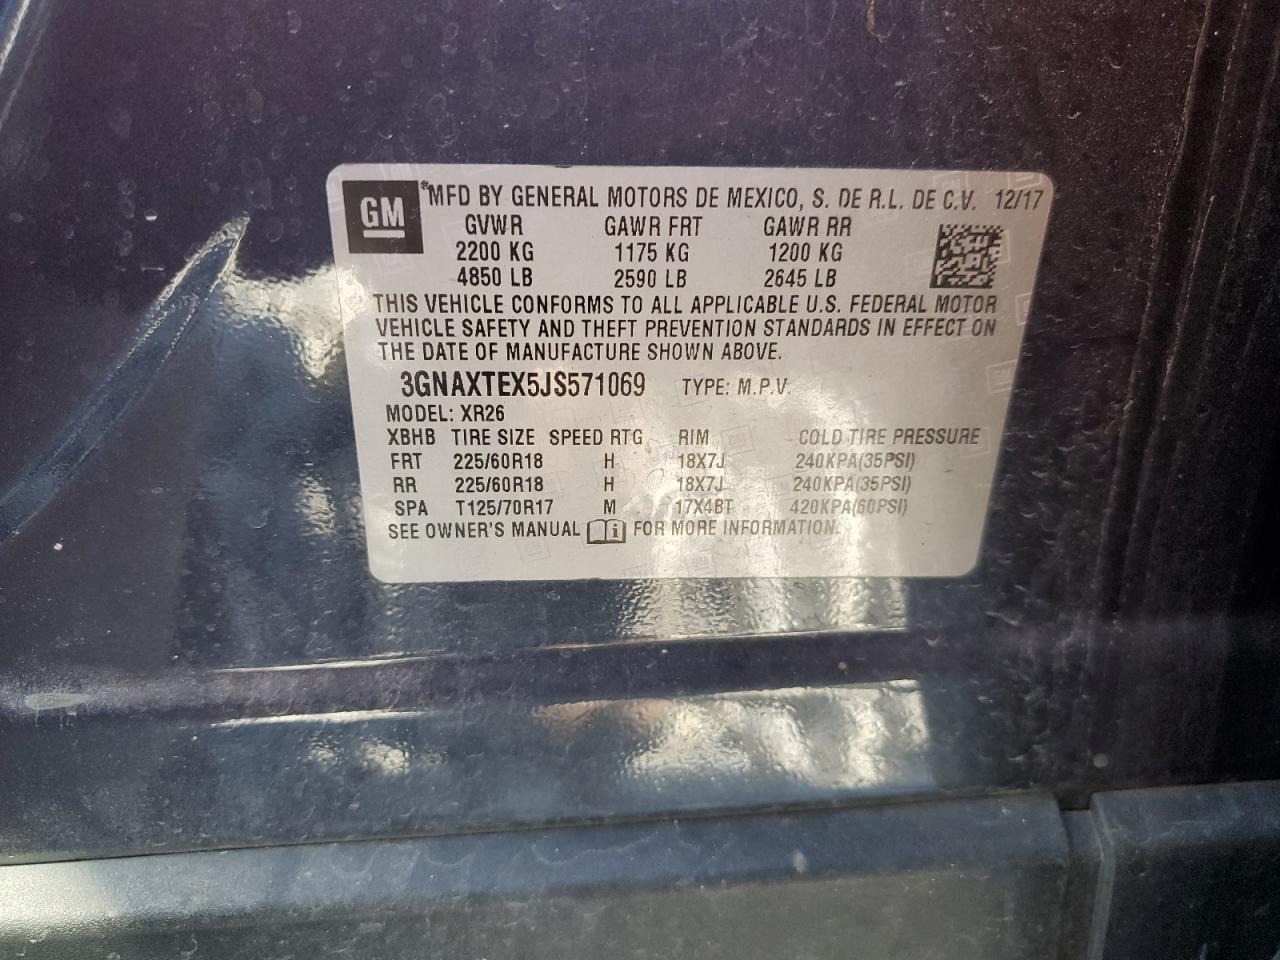 GM ® MFD BY GENERAL MOTORS DE MEXICO, S. DE R.L. DE C.V. 12/17
GVWR GAWR FRT GAWR RR
2200 KG 1175 KG 1200 KG
4850 LB 2590 LB 2645 LB
THIS VEHICLE CONFORMS TO ALL APPLICABLE U.S. FEDERAL MOTOR
VEHICLE SAFETY AND THEFT PREVENTION STANDARDS IN EFFECT ON
THE DATE OF MANUFACTURE SHOWN ABOVE.
3GNAXTEX5JS571069 TYPE: M.P.V.
MODEL: XR26
XBHB TIRE SIZE SPEED RTG RIM COLD TIRE PRESSURE
FRT 225/60R18 H 18X7J 240KPA(35PSI)
RR 225/60R18 H 18X7J 240KPA(35PSI)
SPA T125/70R17 M 17X4BT 420KPA(60PSI)
SEE OWNER'S MANUAL i FOR MORE INFORMATION.